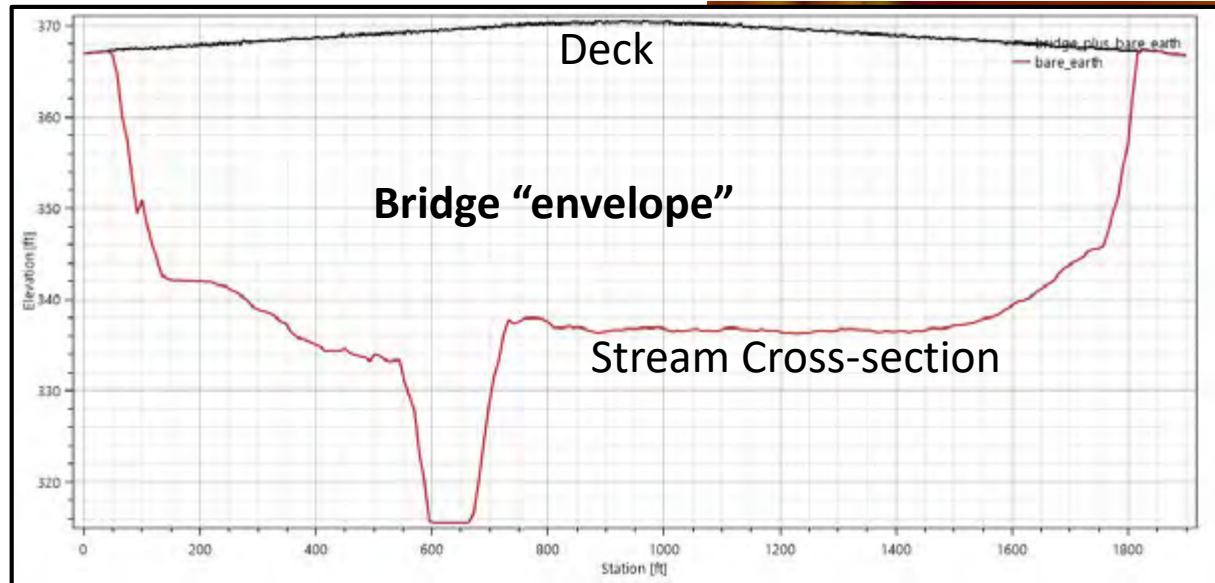 370
Deck
bridge_plus_bare_earth
bare_earth
360
Bridge “envelope”
350
Elevation [ft]
340
Stream Cross-section
330
320
0 200 400 600 800 1000 1200 1400 1600 1800
Station [ft]